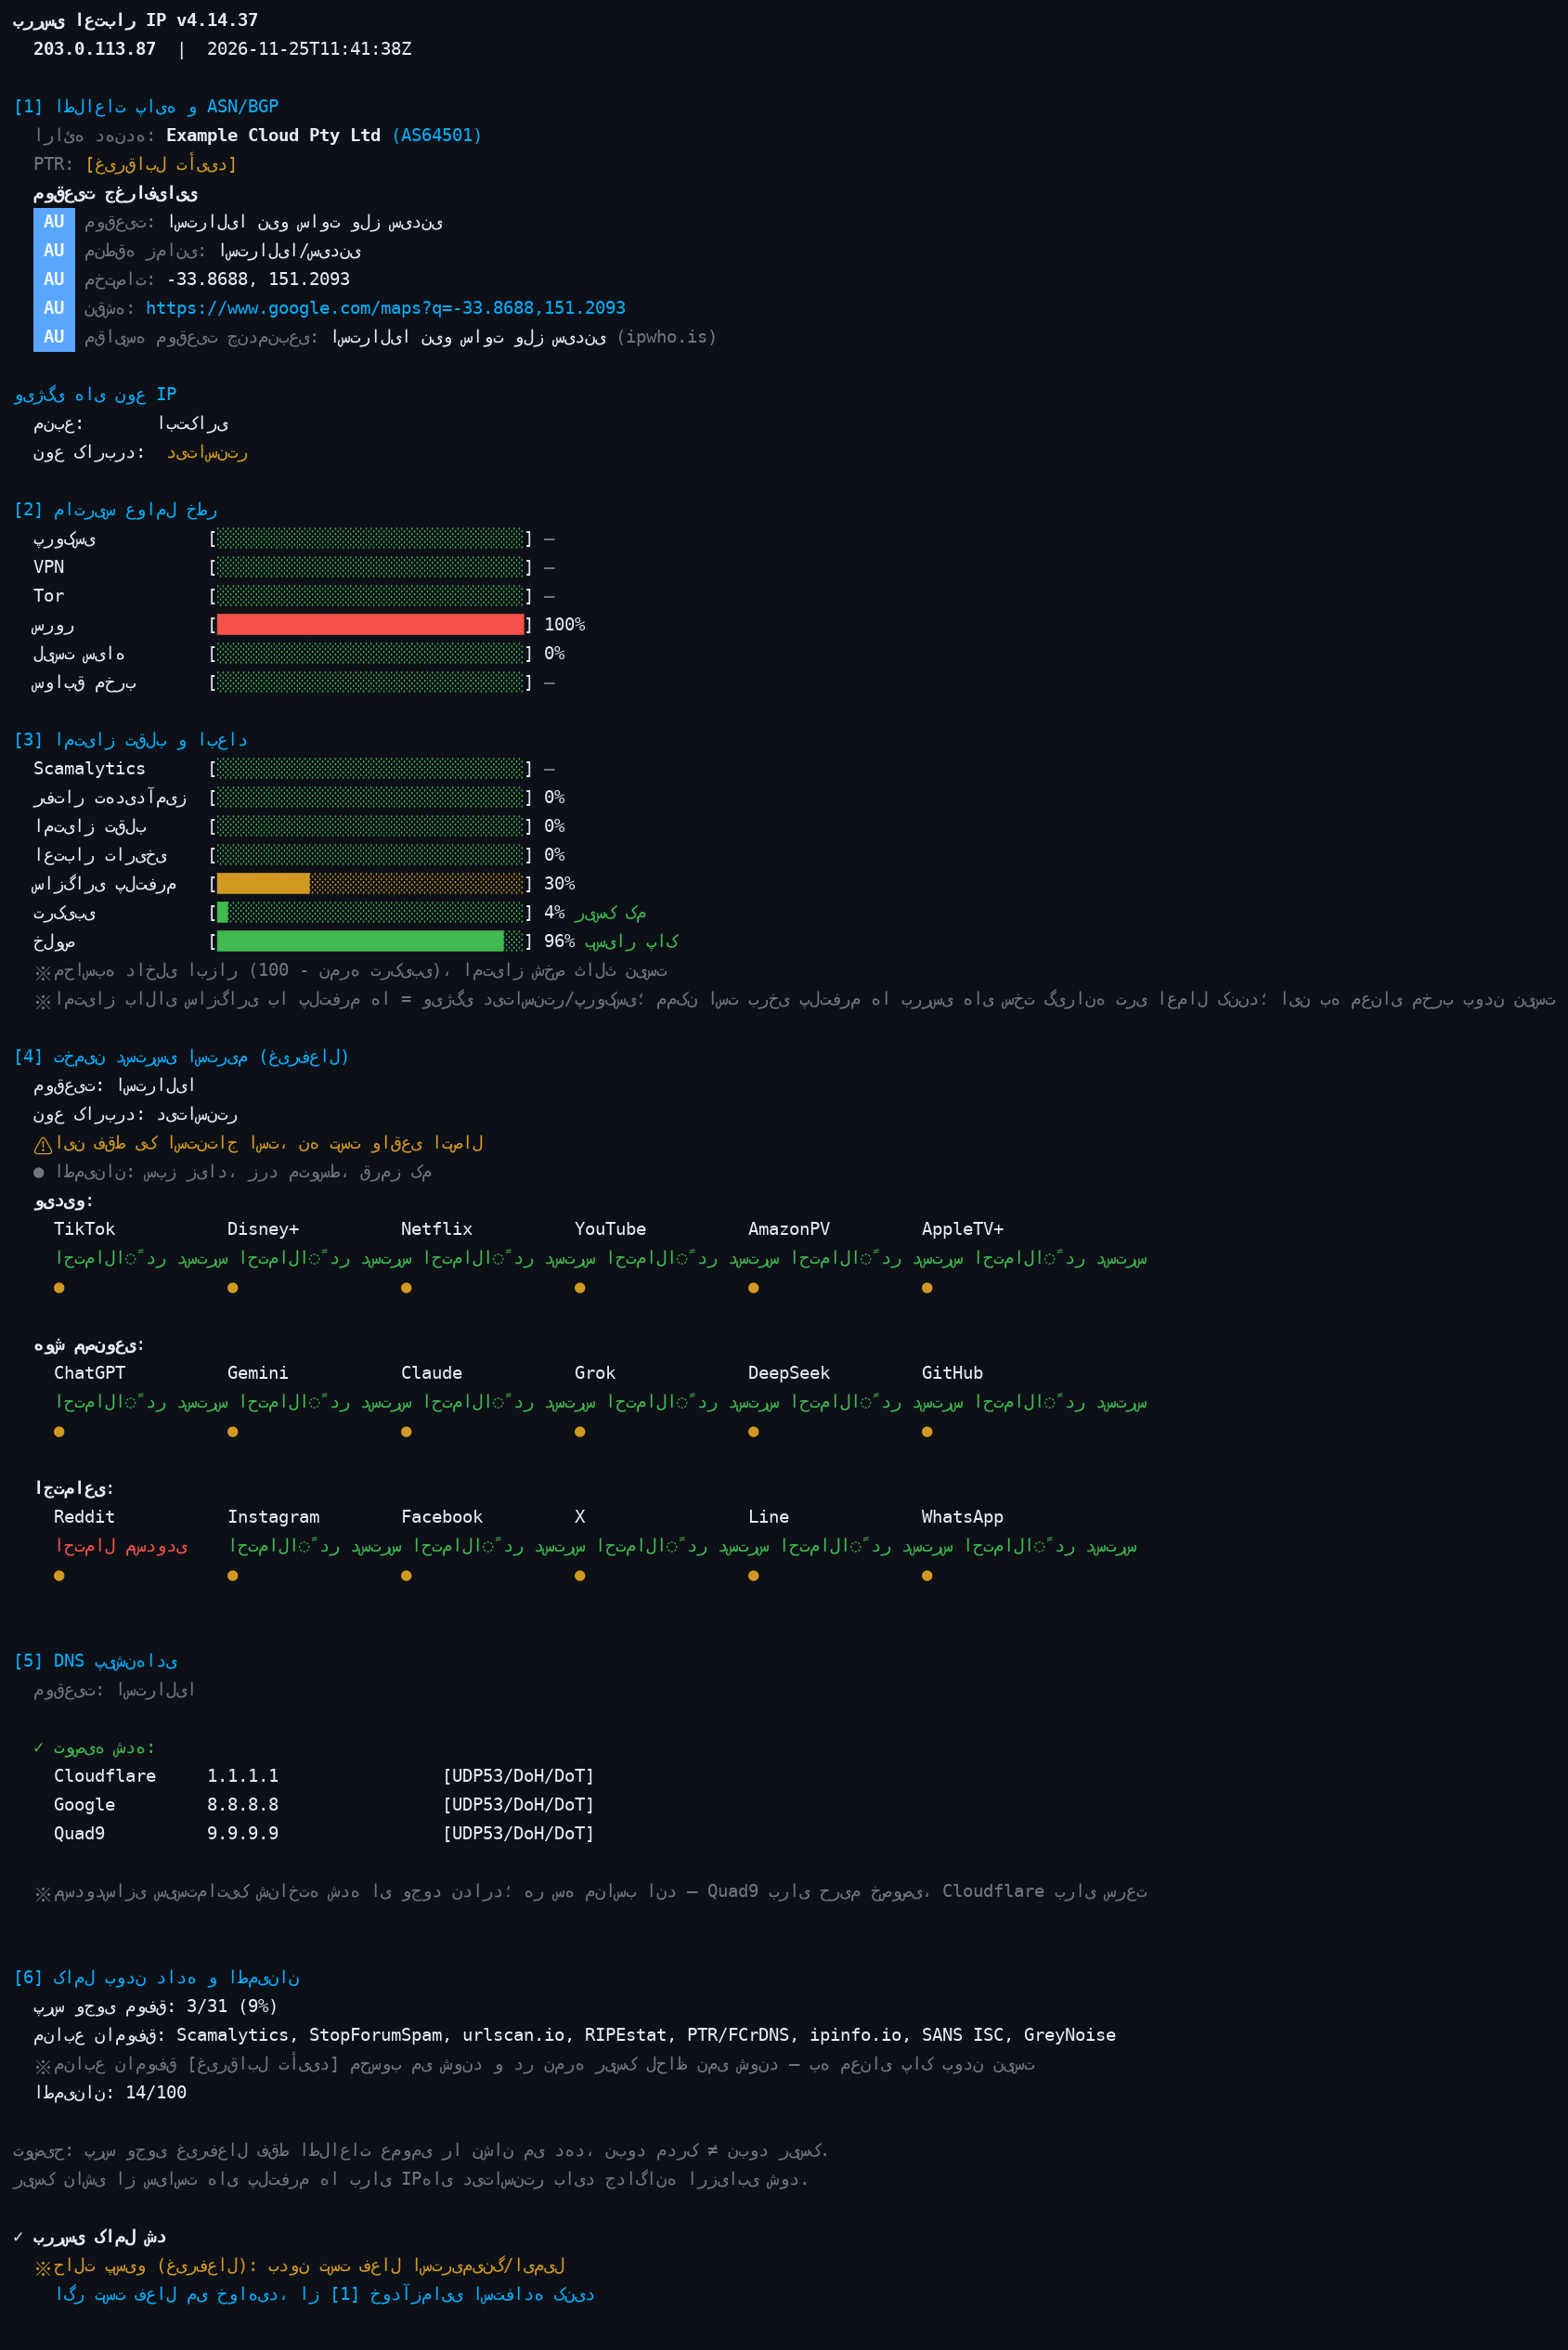 بررسی اعتبار IP v4.14.37
203.0.113.87 | 2026-11-25T11:41:38Z
[1] اطلاعات پایه و ASN/BGP
ارائه دهنده: Example Cloud Pty Ltd (AS64501)
PTR: [غیرقابل تأیید]
موقعیت جغرافیایی
AU موقعیت: استرالیا نیو ساوت ولز سیدنی
AU منطقه زمانی: استرالیا/سیدنی
AU مختصات: -33.8688, 151.2093
AU نقشه: https://www.google.com/maps?q=-33.8688,151.2093
AU مقایسه موقعیت چندمنبعی: استرالیا نیو ساوت ولز سیدنی (ipwho.is)
ویژگی های نوع IP
منبع: ابتکاری
نوع کاربرد: دیتاسنتر
[2] ماتریس عوامل خطر
پروکسی [] —
VPN [] —
Tor [] —
سرور [] 100%
لیست سیاه [] 0%
سوابق مخرب [] —
[3] امتیاز تقلب و ابعاد
Scamalytics [] —
رفتار تهدیدآمیز [] 0%
امتیاز تقلب [] 0%
اعتبار تاریخی [] 0%
سازگاری پلتفرم [] 30%
ترکیبی [] 4% ریسک کم
خلوص [] 96% بسیار پاک
※ محاسبه داخلی ابزار (100 - نمره ترکیبی)، امتیاز شخص ثالث نیست
※ امتیاز بالای سازگاری با پلتفرم ها = ویژگی دیتاسنتر/پروکسی؛ ممکن است برخی پلتفرم ها بررسی های سخت گیرانه تری اعمال کنند؛ این به معنای مخرب بودن نیست
[4] تخمین دسترسی استریم (غیرفعال)
موقعیت: استرالیا
نوع کاربرد: دیتاسنتر
⚠ این فقط یک استنتاج است، نه تست واقعی اتصال
● اطمینان: سبز زیاد، زرد متوسط، قرمز کم
ویدیو:
TikTok Disney+ Netflix YouTube AmazonPV AppleTV+
احتمالاً در دسترس احتمالاً در دسترس احتمالاً در دسترس احتمالاً در دسترس احتمالاً در دسترس احتمالاً در دسترس
● ● ● ● ● ●
هوش مصنوعی:
ChatGPT Gemini Claude Grok DeepSeek GitHub
احتمالاً در دسترس احتمالاً در دسترس احتمالاً در دسترس احتمالاً در دسترس احتمالاً در دسترس احتمالاً در دسترس
● ● ● ● ● ●
اجتماعی:
Reddit Instagram Facebook X Line WhatsApp
احتمال مسدودی احتمالاً در دسترس احتمالاً در دسترس احتمالاً در دسترس احتمالاً در دسترس احتمالاً در دسترس
● ● ● ● ● ●
[5] DNS پیشنهادی
موقعیت: استرالیا
✓ توصیه شده:
Cloudflare 1.1.1.1 [UDP53/DoH/DoT]
Google 8.8.8.8 [UDP53/DoH/DoT]
Quad9 9.9.9.9 [UDP53/DoH/DoT]
※ مسدودسازی سیستماتیک شناخته شده ای وجود ندارد؛ هر سه مناسب اند — Quad9 برای حریم خصوصی، Cloudflare برای سرعت
[6] کامل بودن داده و اطمینان
پرس وجوی موفق: 3/31 (9%)
منابع ناموفق: Scamalytics, StopForumSpam, urlscan.io, RIPEstat, PTR/FCrDNS, ipinfo.io, SANS ISC, GreyNoise
※ منابع ناموفق [غیرقابل تأیید] محسوب می شوند و در نمره ریسک لحاظ نمی شوند — به معنای پاک بودن نیست
اطمینان: 14/100
توضیح: پرس وجوی غیرفعال فقط اطلاعات عمومی را نشان می دهد، نبود مدرک ≠ نبود ریسک.
ریسک ناشی از سیاست های پلتفرم ها برای IPهای دیتاسنتر باید جداگانه ارزیابی شود.
✓ بررسی کامل شد
※ حالت پسیو (غیرفعال): بدون تست فعال استریمینگ/ایمیل
اگر تست فعال می خواهید، از [1] خودآزمایی استفاده کنید